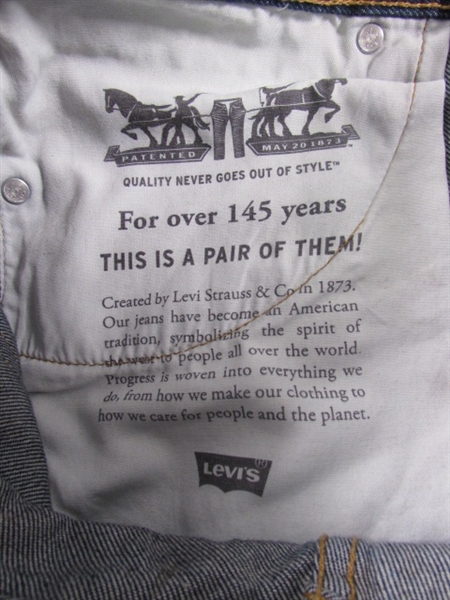 PATENTED MAY 20 1873
QUALITY NEVER GOES OUT OF STYLE™
For over 145 years
THIS IS A PAIR OF THEM!
Created by Levi Strauss & Co in 1873.
Our jeans have become an American
tradition, symbolizing the spirit of
the west to people all over the world.
Progress is woven into everything we
do, from how we make our clothing to
how we care for people and the planet.
LEVI'S®